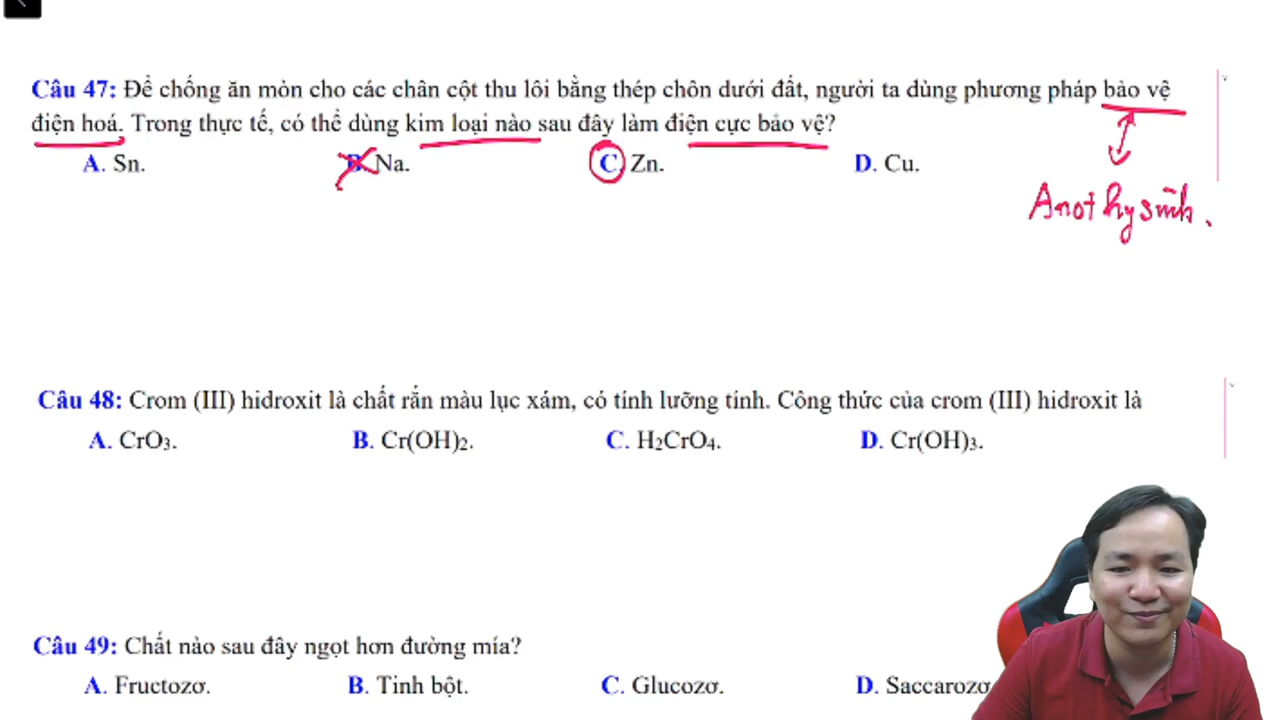 Câu 47: Để chống ăn mòn cho các chân cột thu lôi bằng thép chôn dưới đất, người ta dùng phương pháp bảo vệ
điện hoá. Trong thực tế, có thể dùng kim loại nào sau đây làm điện cực bảo vệ?
A. Sn. B. Na. C. Zn. D. Cu.
Anot hy sinh.
Câu 48: Crom (III) hidroxit là chất rắn màu lục xám, có tính lưỡng tính. Công thức của crom (III) hidroxit là
A. CrO₃. B. Cr(OH)₂. C. H₂CrO₄. D. Cr(OH)₃.
Câu 49: Chất nào sau đây ngọt hơn đường mía?
A. Fructozơ. B. Tinh bột. C. Glucozơ. D. Saccarozơ